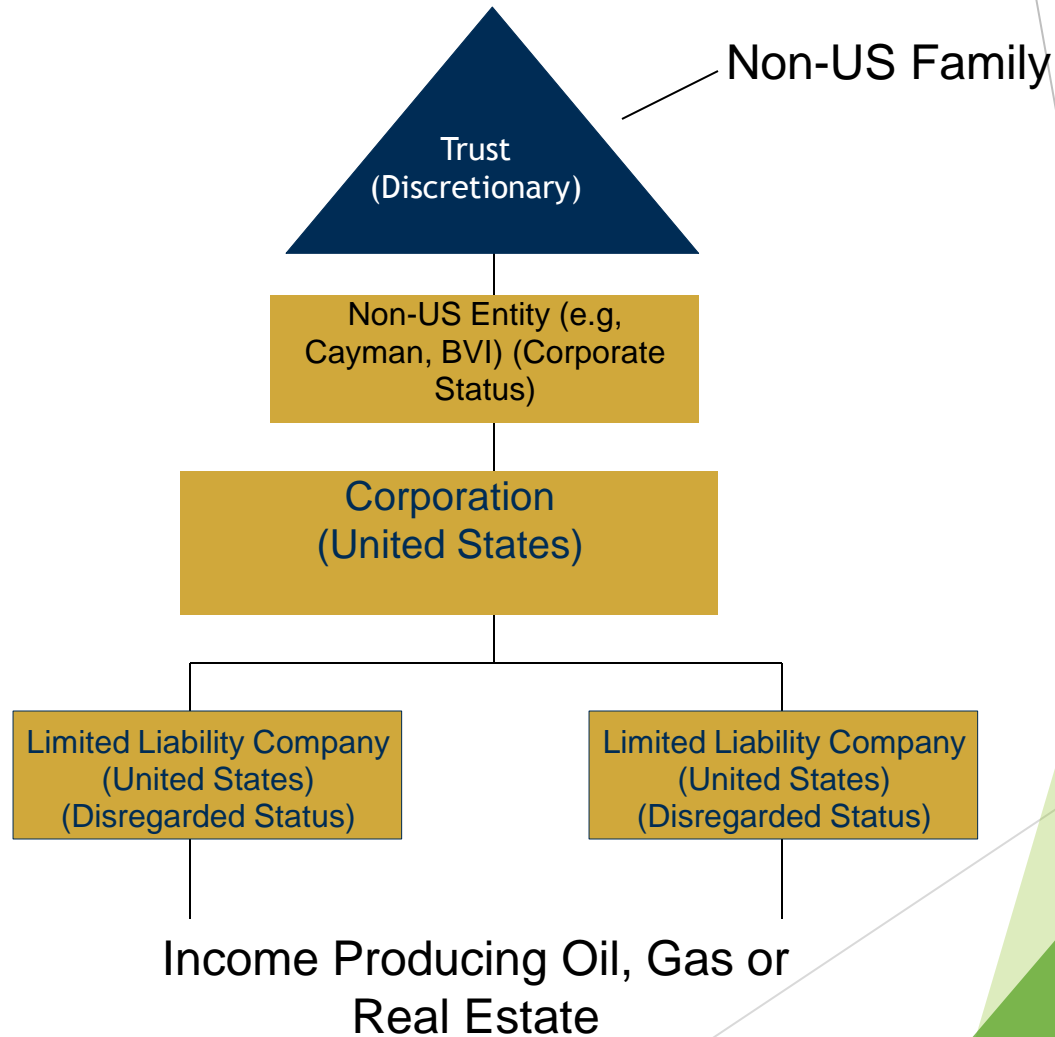 Non-US Family
Trust
(Discretionary)
Non-US Entity (e.g,
Cayman, BVI) (Corporate
Status)
Corporation
(United States)
Limited Liability Company
(United States)
(Disregarded Status)
Limited Liability Company
(United States)
(Disregarded Status)
Income Producing Oil, Gas or
Real Estate